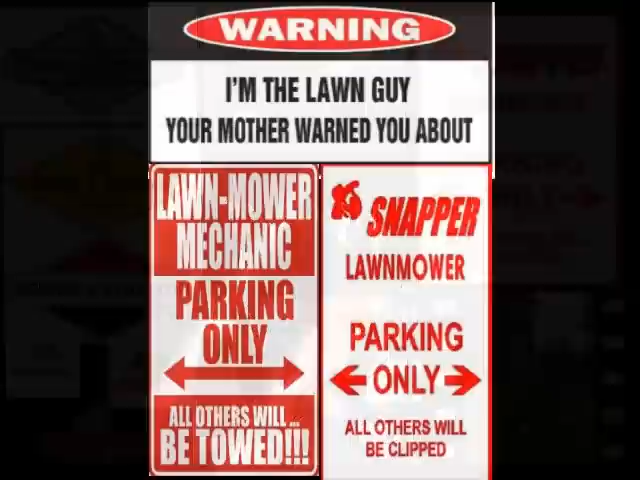 WARNING
I'M THE LAWN GUY
YOUR MOTHER WARNED YOU ABOUT
LAWN-MOWER
MECHANIC
PARKING
ONLY
ALL OTHERS WILL...
BE TOWED!!!
SNAPPER
LAWNMOWER
PARKING
ONLY
ALL OTHERS WILL
BE CLIPPED